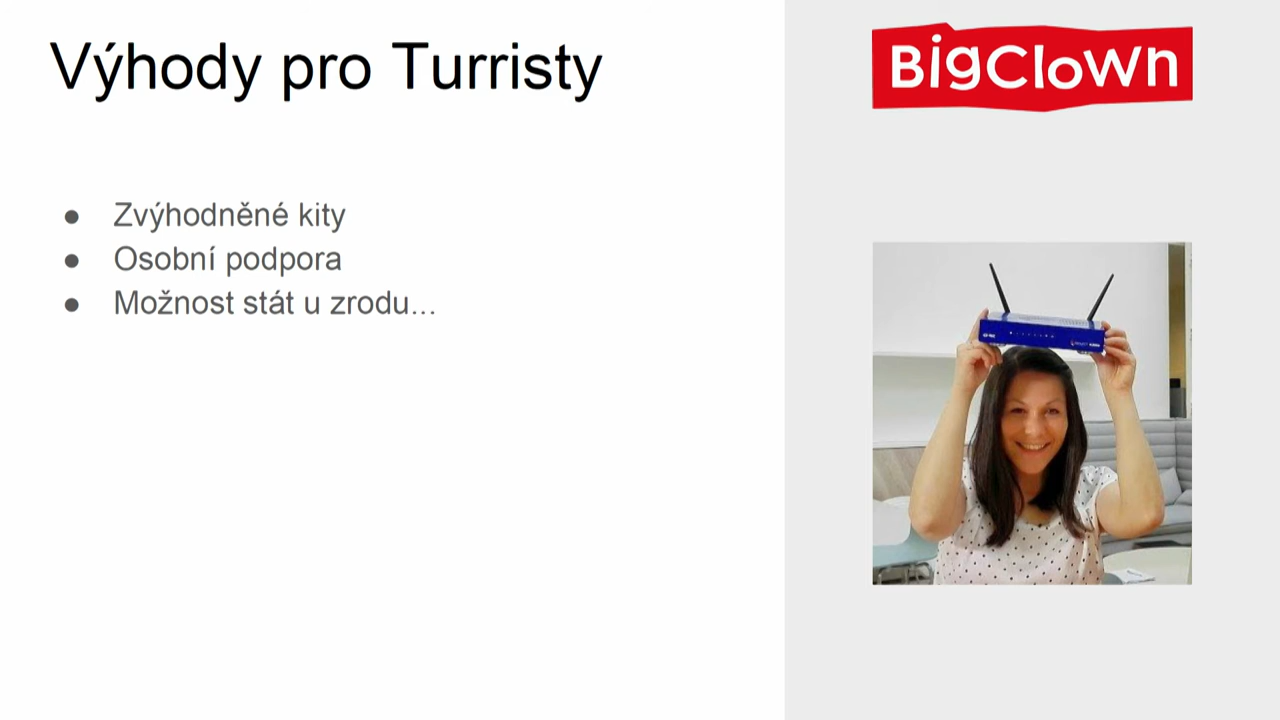 Výhody pro Turristy
BigClown
Zvýhodněné kity
Osobní podpora
Možnost stát u zrodu...